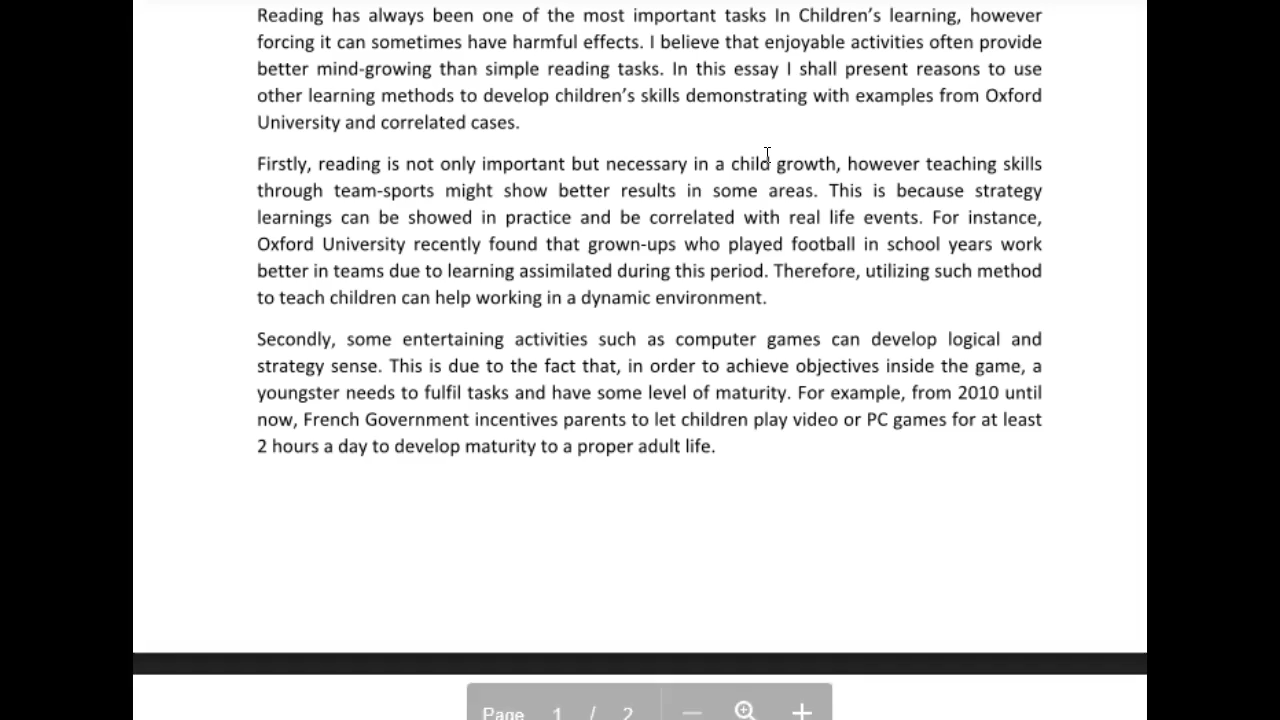 Reading has always been one of the most important tasks In Children’s learning, however
forcing it can sometimes have harmful effects. I believe that enjoyable activities often provide
better mind-growing than simple reading tasks. In this essay I shall present reasons to use
other learning methods to develop children’s skills demonstrating with examples from Oxford
University and correlated cases.
Firstly, reading is not only important but necessary in a child growth, however teaching skills
through team-sports might show better results in some areas. This is because strategy
learnings can be showed in practice and be correlated with real life events. For instance,
Oxford University recently found that grown-ups who played football in school years work
better in teams due to learning assimilated during this period. Therefore, utilizing such method
to teach children can help working in a dynamic environment.
Secondly, some entertaining activities such as computer games can develop logical and
strategy sense. This is due to the fact that, in order to achieve objectives inside the game, a
youngster needs to fulfil tasks and have some level of maturity. For example, from 2010 until
now, French Government incentives parents to let children play video or PC games for at least
2 hours a day to develop maturity to a proper adult life.
Page 1 / 2